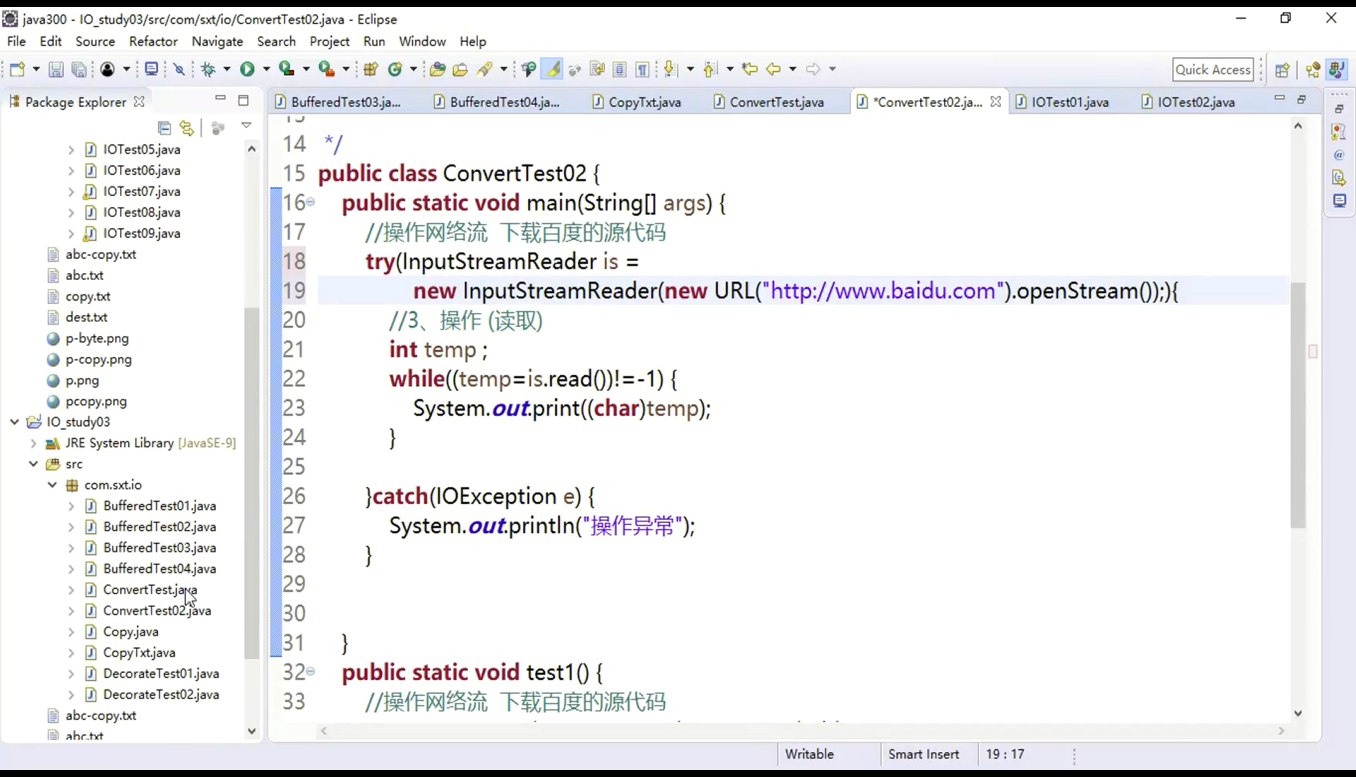 java300 - IO_study03/src/com/sxt/io/ConvertTest02.java - Eclipse
File Edit Source Refactor Navigate Search Project Run Window Help
Quick Access
Package Explorer
IOTest05.java
IOTest06.java
IOTest07.java
IOTest08.java
IOTest09.java
abc-copy.txt
abc.txt
copy.txt
dest.txt
p-byte.png
p-copy.png
p.png
pcopy.png
IO_study03
JRE System Library [JavaSE-9]
src
com.sxt.io
BufferedTest01.java
BufferedTest02.java
BufferedTest03.java
BufferedTest04.java
ConvertTest.java
ConvertTest02.java
Copy.java
CopyTxt.java
DecorateTest01.java
DecorateTest02.java
abc-copy.txt
abc.txt
BufferedTest03.ja... BufferedTest04.ja... CopyTxt.java ConvertTest.java *ConvertTest02.ja... IOTest01.java IOTest02.java
14 */
15 public class ConvertTest02 {
16 public static void main(String[] args) {
17 //操作网络流 下载百度的源代码
18 try(InputStreamReader is =
19 new InputStreamReader(new URL("http://www.baidu.com").openStream());){
20 //3、操作 (读取)
21 int temp ;
22 while((temp=is.read())!=-1) {
23 System.out.print((char)temp);
24 }
25
26 }catch(IOException e) {
27 System.out.println("操作异常");
28 }
29
30
31 }
32 public static void test1() {
33 //操作网络流 下载百度的源代码
Writable Smart Insert 19 : 17